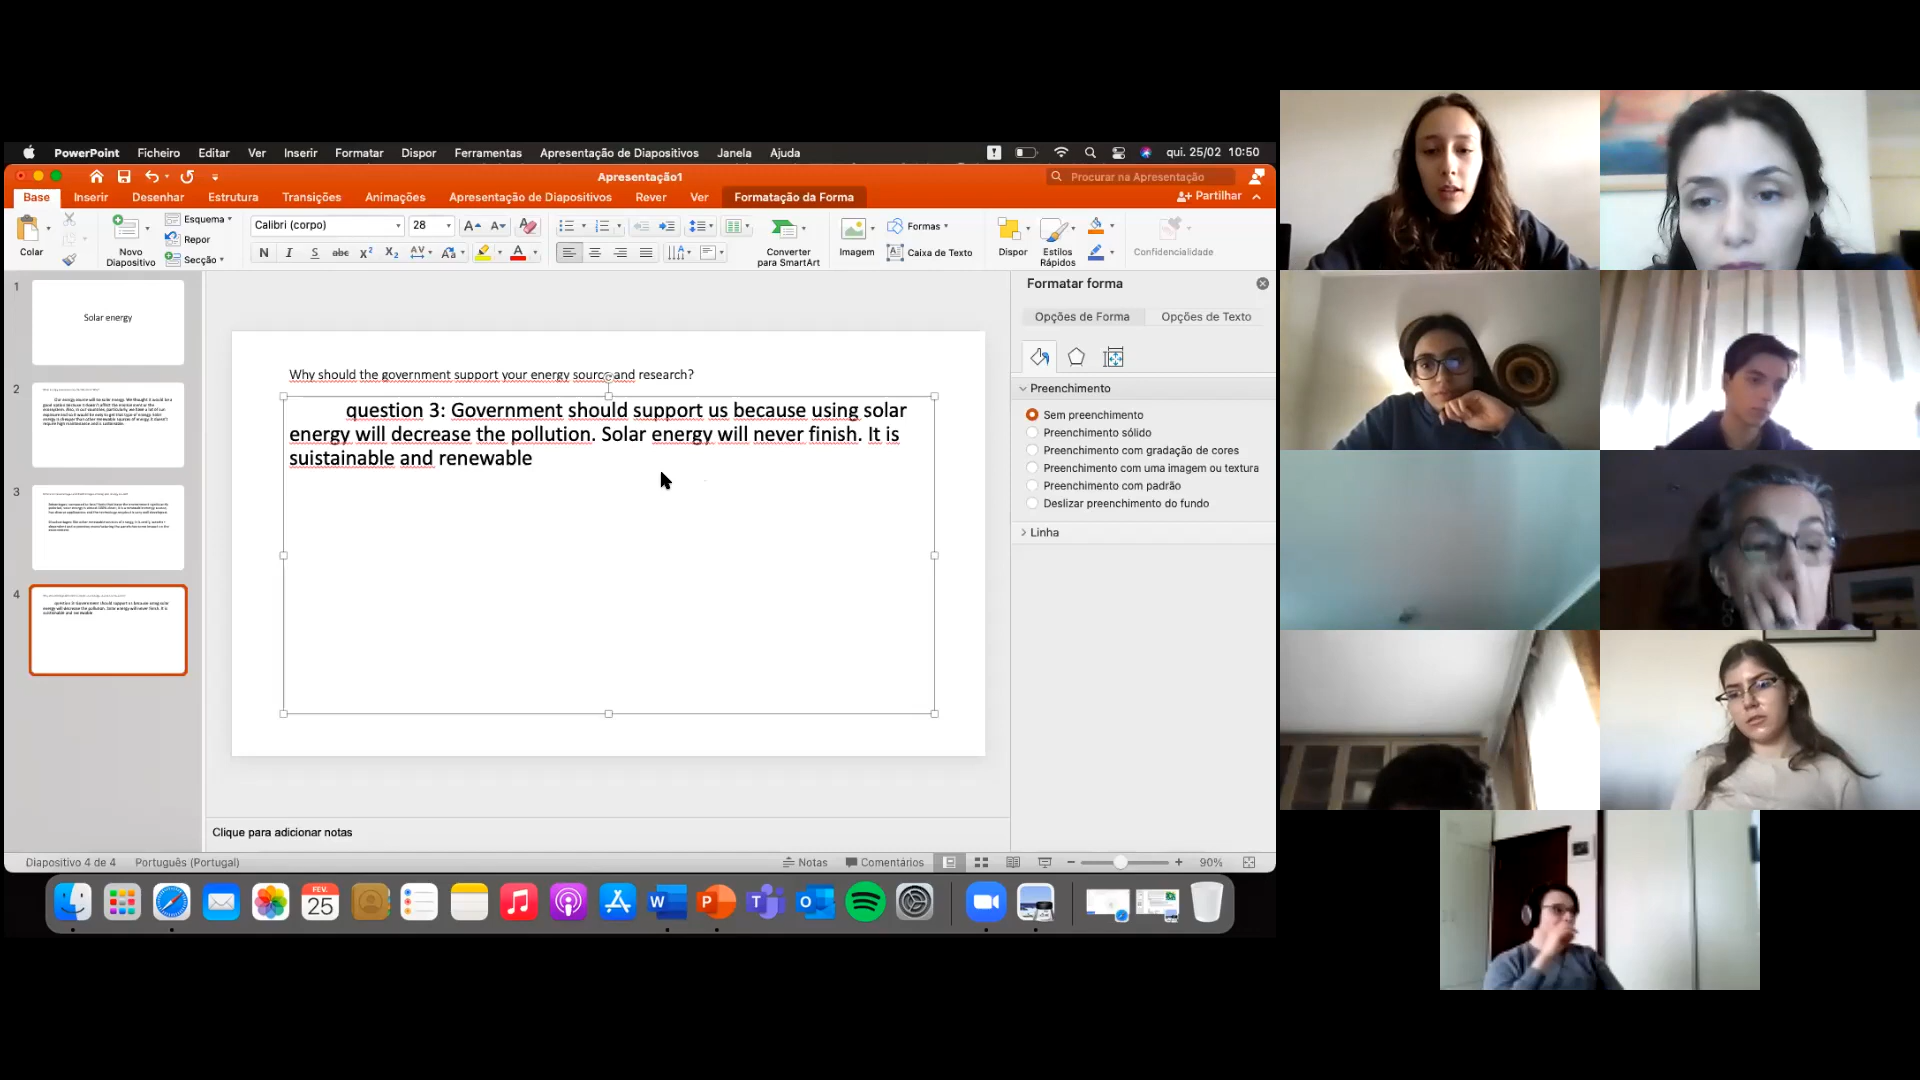 PowerPoint Ficheiro Editar Ver Inserir Formatar Dispor Ferramentas Apresentação de Diapositivos Janela Ajuda qui. 25/02 10:50
Apresentação1
Procurar na Apresentação
Base Inserir Desenhar Estrutura Transições Animações Apresentação de Diapositivos Rever Ver Formatação da Forma Partilhar
Colar
Novo
Diapositivo
Esquema
Repor
Secção
Calibri (corpo) 28
Converter
para SmartArt
Imagem
Formas
Caixa de Texto
Dispor
Estilos
Rápidos
Confidencialidade
1
Solar energy
2
3
4
Why should the government support your energy source and research?
question 3: Government should support us because using solar
energy will decrease the pollution. Solar energy will never finish. It is
suistainable and renewable
Formatar forma
Opções de Forma Opções de Texto
Preenchimento
Sem preenchimento
Preenchimento sólido
Preenchimento com gradação de cores
Preenchimento com uma imagem ou textura
Preenchimento com padrão
Deslizar preenchimento do fundo
Linha
Clique para adicionar notas
Diapositivo 4 de 4 Português (Portugal) Notas Comentários 90%
FEV.
25